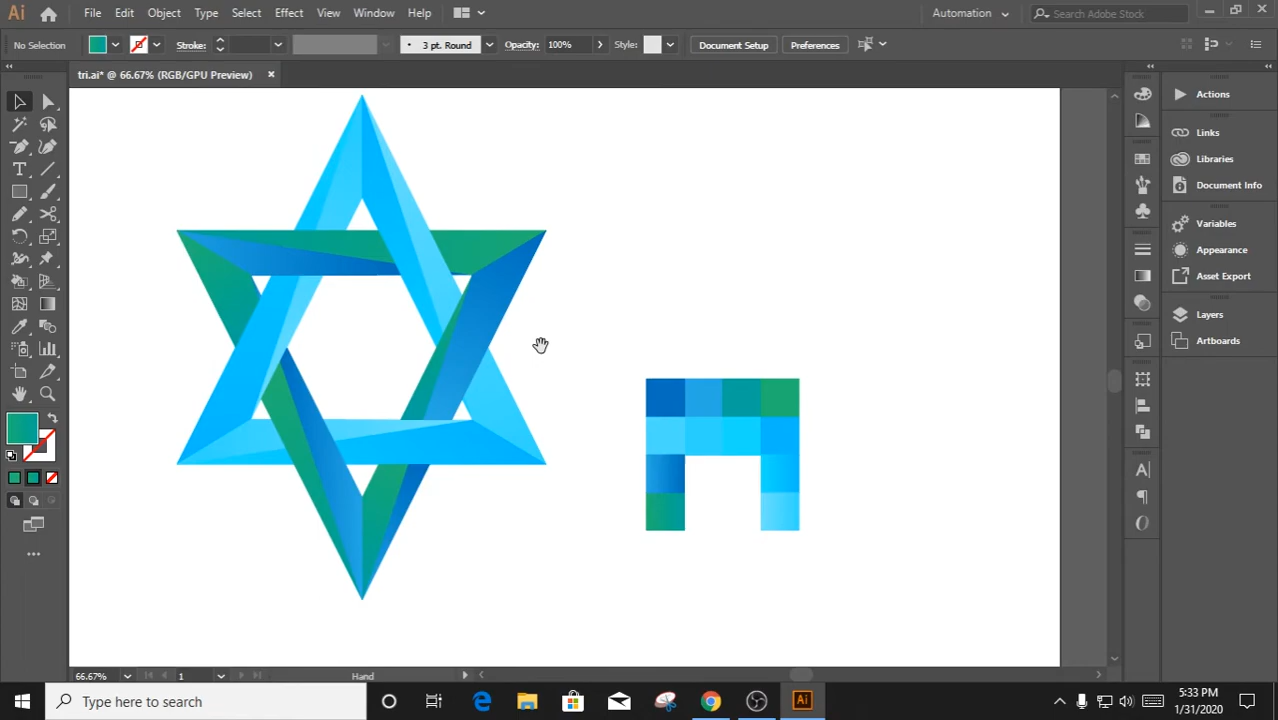 Ai File Edit Object Type Select Effect View Window Help Automation Search Adobe Stock
No Selection Stroke: 3 pt. Round Opacity: 100% Style: Document Setup Preferences
tri.ai* @ 66.67% (RGB/GPU Preview)
Actions
Links
Libraries
Document Info
Variables
Appearance
Asset Export
Layers
Artboards
66.67% 1 Hand
Type here to search
Ai
5:33 PM
1/31/2020